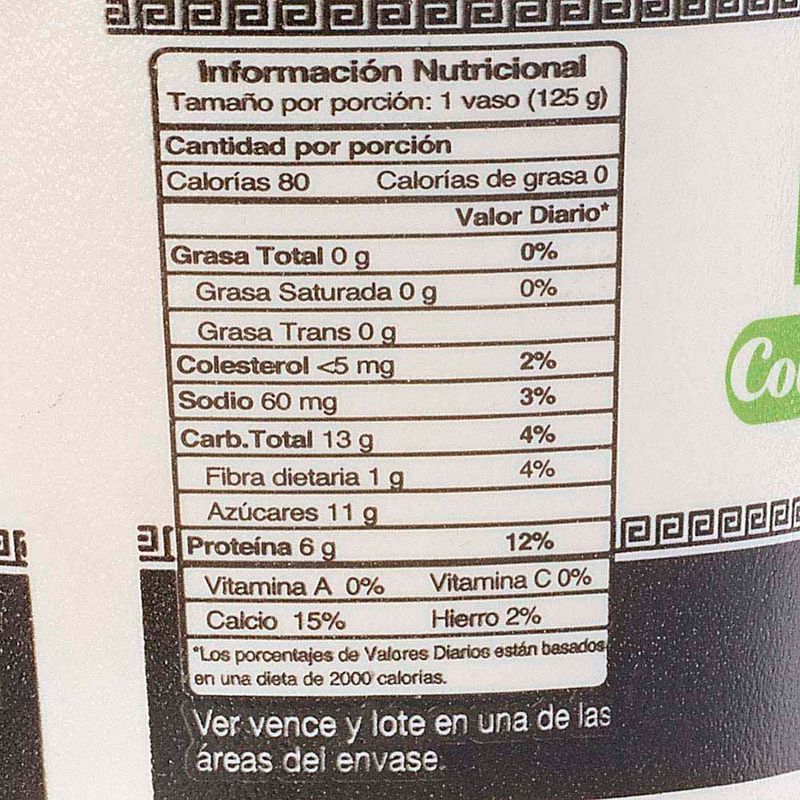 Información Nutricional
Tamaño por porción: 1 vaso (125 g)
Cantidad por porción
Calorías 80 Calorías de grasa 0
Valor Diario*
Grasa Total 0 g 0%
Grasa Saturada 0 g 0%
Grasa Trans 0 g
Colesterol <5 mg 2%
Sodio 60 mg 3%
Carb.Total 13 g 4%
Fibra dietaria 1 g 4%
Azúcares 11 g
Proteína 6 g 12%
Vitamina A 0% Vitamina C 0%
Calcio 15% Hierro 2%
*Los porcentajes de Valores Diarios están basados
en una dieta de 2000 calorías.
Ver vence y lote en una de las
áreas del envase.